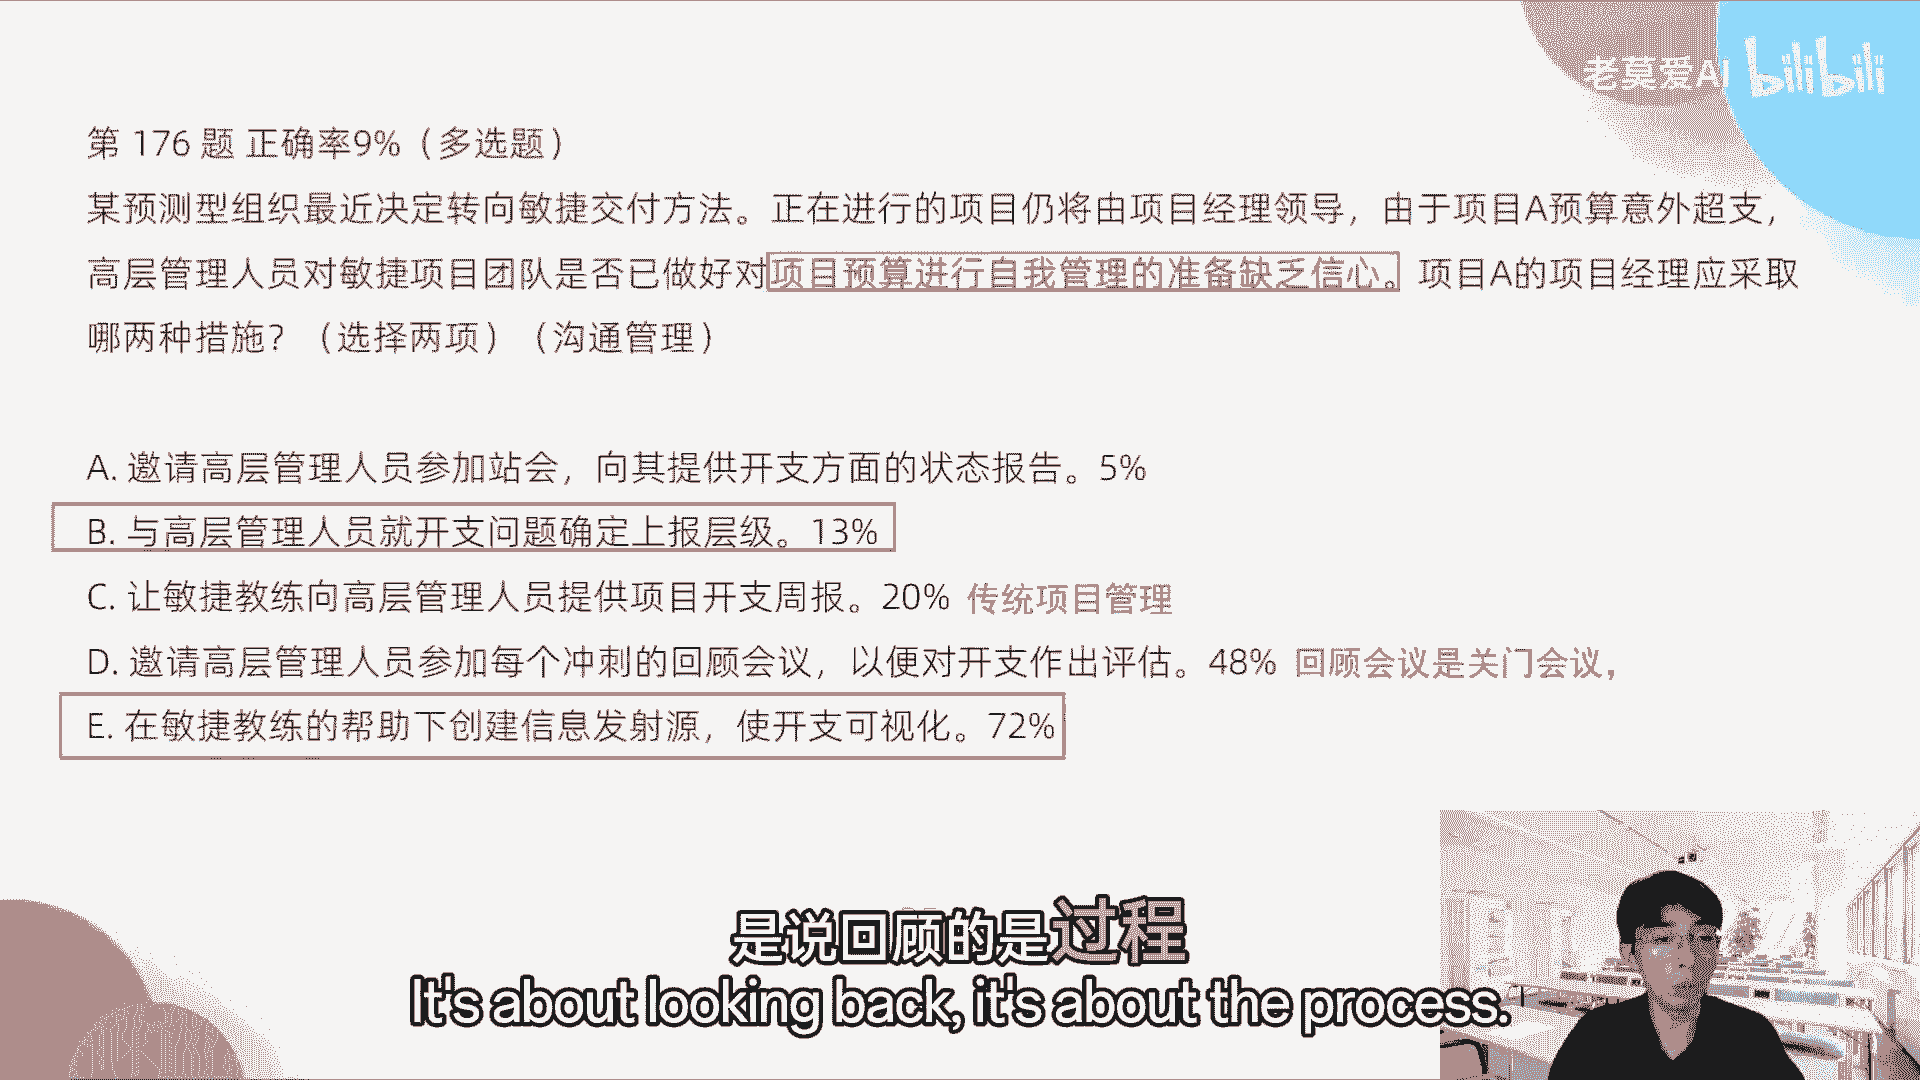 老莫爱AI bilibili
第 176 题 正确率9%（多选题）
某预测型组织最近决定转向敏捷交付方法。正在进行的项目仍将由项目经理领导，由于项目A预算意外超支，
高层管理人员对敏捷项目团队是否已做好对项目预算进行自我管理的准备缺乏信心。项目A的项目经理应采取
哪两种措施？（选择两项）（沟通管理）
A. 邀请高层管理人员参加站会，向其提供开支方面的状态报告。5%
B. 与高层管理人员就开支问题确定上报层级。13%
C. 让敏捷教练向高层管理人员提供项目开支周报。20% 传统项目管理
D. 邀请高层管理人员参加每个冲刺的回顾会议，以便对开支作出评估。48% 回顾会议是关门会议，
E. 在敏捷教练的帮助下创建信息发射源，使开支可视化。72%
是说回顾的是过程
It's about looking back, it's about the process.